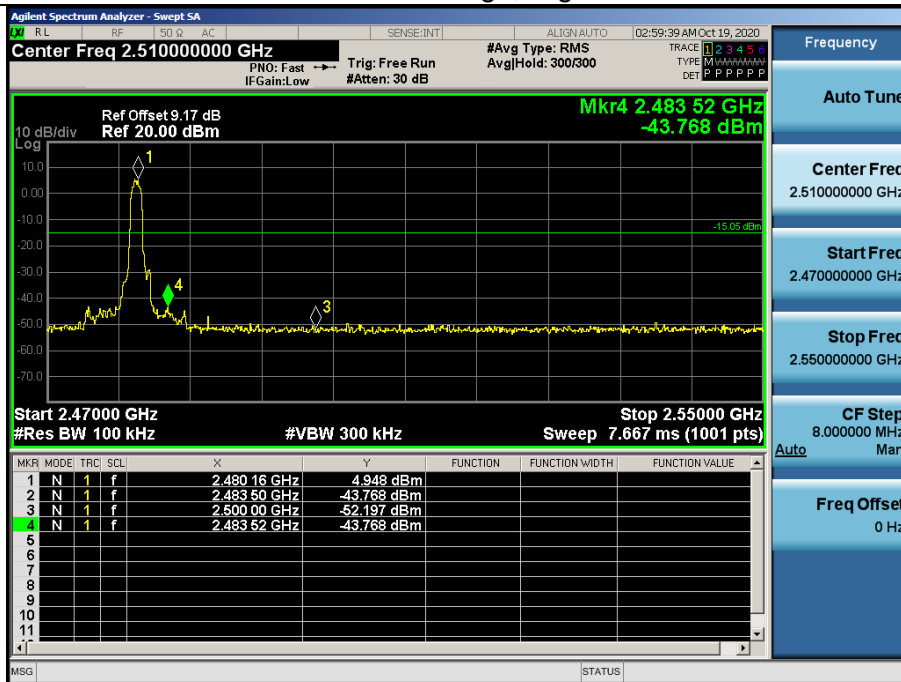 Agilent Spectrum Analyzer - Swept SA
LXI RL RF 50 Ω AC SENSE:INT ALIGN AUTO 02:59:39 AM Oct 19, 2020
Center Freq 2.510000000 GHz
PNO: Fast
IFGain:Low
Trig: Free Run
#Atten: 30 dB
#Avg Type: RMS
Avg|Hold: 300/300
TRACE 1 2 3 4 5 6
TYPE M
DET P P P P P P
Ref Offset 9.17 dB
10 dB/div Ref 20.00 dBm
Log
Mkr4 2.483 52 GHz
-43.768 dBm
10.0
0.00
-10.0
-20.0
-30.0
-40.0
-50.0
-60.0
-70.0
1
4
3
-15.05 dBm
Start 2.47000 GHz Stop 2.55000 GHz
#Res BW 100 kHz #VBW 300 kHz Sweep 7.667 ms (1001 pts)
MKR MODE TRC SCL X Y FUNCTION FUNCTION WIDTH FUNCTION VALUE
1 N 1 f 2.480 16 GHz 4.948 dBm
2 N 1 f 2.483 50 GHz -43.768 dBm
3 N 1 f 2.500 00 GHz -52.197 dBm
4 N 1 f 2.483 52 GHz -43.768 dBm
5
6
7
8
9
10
11
MSG STATUS
Frequency
Auto Tune
Center Freq
2.510000000 GHz
Start Freq
2.470000000 GHz
Stop Freq
2.550000000 GHz
CF Step
8.000000 MHz
Auto Man
Freq Offset
0 Hz